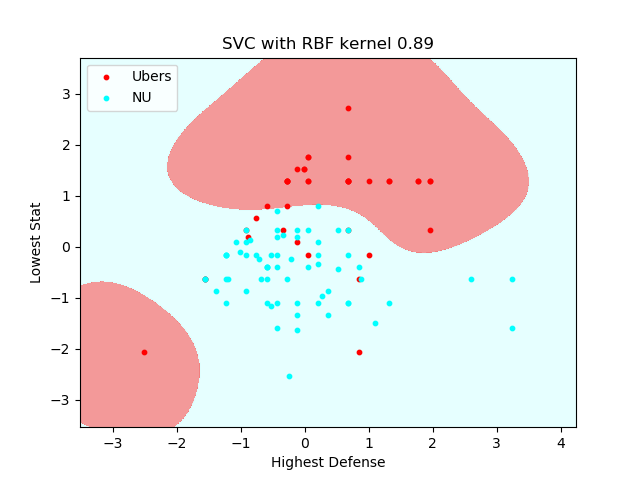 SVC with RBF kernel 0.89
Ubers
NU
3
2
1
0
−1
−2
−3
Lowest Stat
−3 −2 −1 0 1 2 3 4
Highest Defense